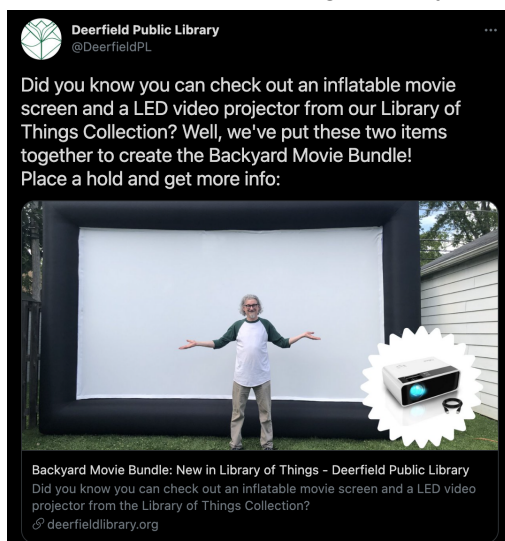 Deerfield Public Library
@DeerfieldPL
Did you know you can check out an inflatable movie
screen and a LED video projector from our Library of
Things Collection? Well, we've put these two items
together to create the Backyard Movie Bundle!
Place a hold and get more info:
Backyard Movie Bundle: New in Library of Things - Deerfield Public Library
Did you know you can check out an inflatable movie screen and a LED video
projector from the Library of Things Collection?
deerfieldlibrary.org